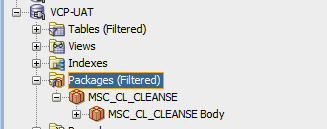 VCP-UAT
Tables (Filtered)
Views
Indexes
Packages (Filtered)
MSC_CL_CLEANSE
MSC_CL_CLEANSE Body